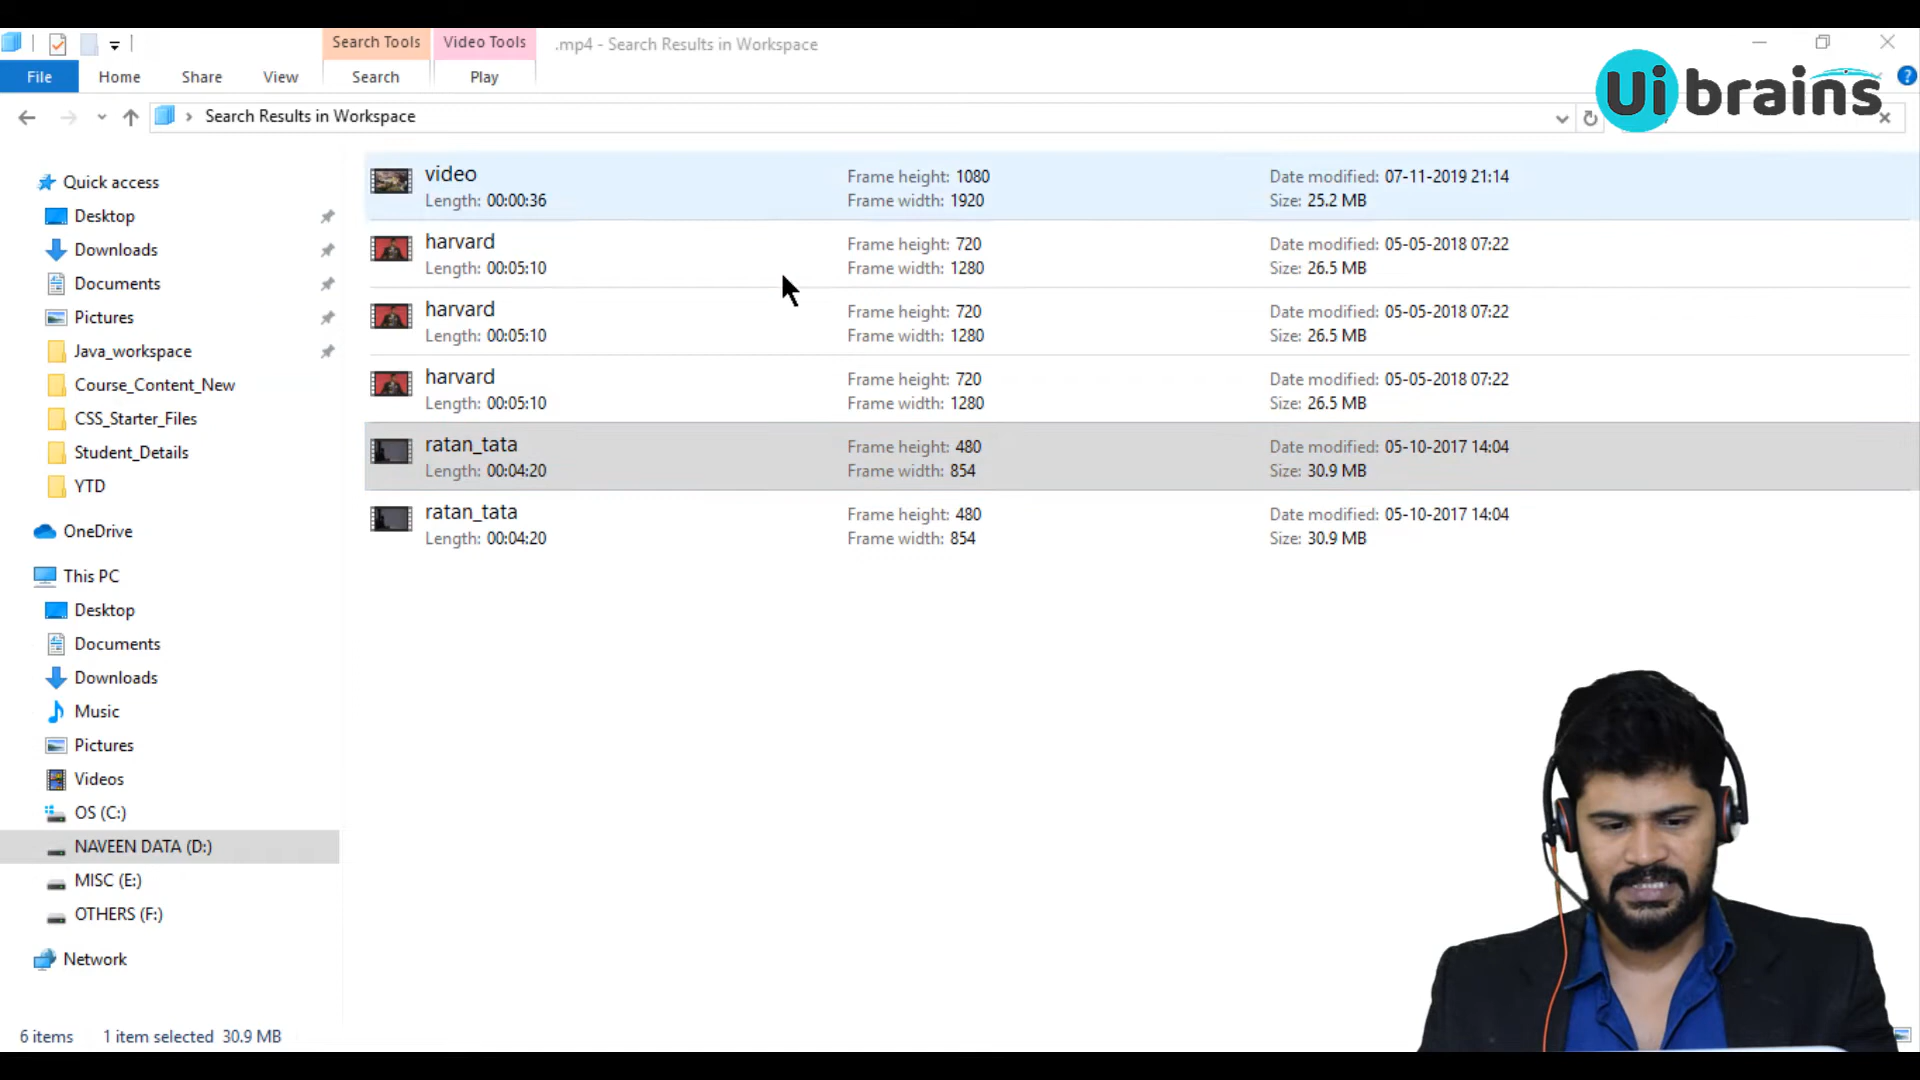 Search Tools
Video Tools
.mp4 - Search Results in Workspace
File
Home
Share
View
Search
Play
Ui brains
Search Results in Workspace
Quick access
Desktop
Downloads
Documents
Pictures
Java_workspace
Course_Content_New
CSS_Starter_Files
Student_Details
YTD
OneDrive
This PC
Desktop
Documents
Downloads
Music
Pictures
Videos
OS (C:)
NAVEEN DATA (D:)
MISC (E:)
OTHERS (F:)
Network
video Frame height: 1080 Date modified: 07-11-2019 21:14
Length: 00:00:36 Frame width: 1920 Size: 25.2 MB
harvard Frame height: 720 Date modified: 05-05-2018 07:22
Length: 00:05:10 Frame width: 1280 Size: 26.5 MB
harvard Frame height: 720 Date modified: 05-05-2018 07:22
Length: 00:05:10 Frame width: 1280 Size: 26.5 MB
harvard Frame height: 720 Date modified: 05-05-2018 07:22
Length: 00:05:10 Frame width: 1280 Size: 26.5 MB
ratan_tata Frame height: 480 Date modified: 05-10-2017 14:04
Length: 00:04:20 Frame width: 854 Size: 30.9 MB
ratan_tata Frame height: 480 Date modified: 05-10-2017 14:04
Length: 00:04:20 Frame width: 854 Size: 30.9 MB
6 items 1 item selected 30.9 MB